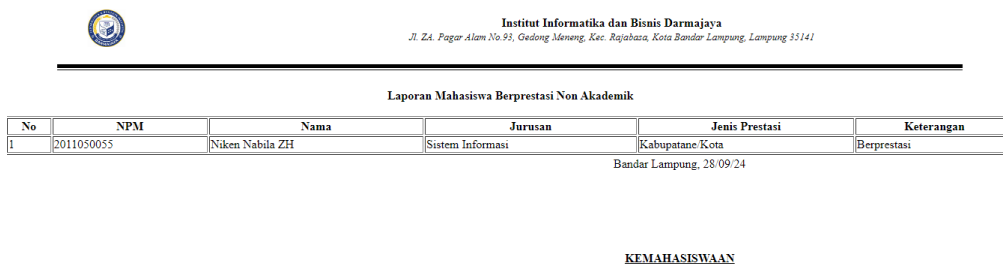 Institut Informatika dan Bisnis Darmajaya
Jl. ZA. Pagar Alam No.93, Gedong Meneng, Kec. Rajabasa, Kota Bandar Lampung, Lampung 35141
Laporan Mahasiswa Berprestasi Non Akademik
No NPM Nama Jurusan Jenis Prestasi Keterangan
1 2011050055 Niken Nabila ZH Sistem Informasi Kabupatane/Kota Berprestasi
Bandar Lampung, 28/09/24
KEMAHASISWAAN